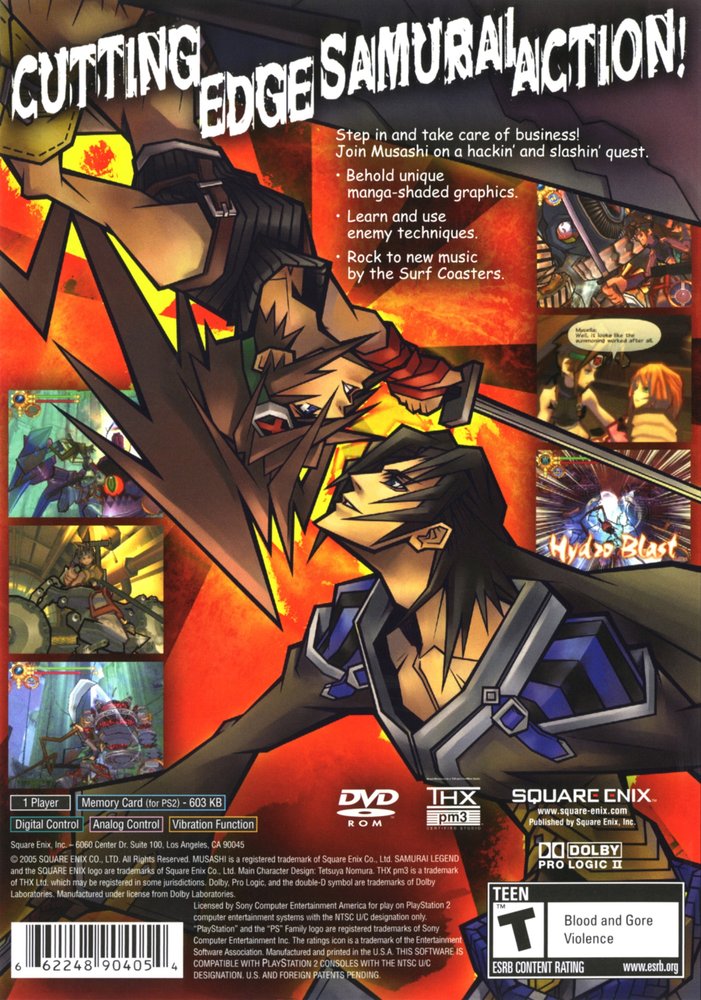 CUTTING EDGE SAMURAI ACTION!
Step in and take care of business!
Join Musashi on a hackin' and slashin' quest.
• Behold unique
manga-shaded graphics.
• Learn and use
enemy techniques.
• Rock to new music
by the Surf Coasters.
Musashi:
Well, it looks like the
summoning worked after all.
Hydro Blast
1 Player
Memory Card (for PS2) - 603 KB
Digital Control
Analog Control
Vibration Function
DVD
ROM
THX
pm3
CERTIFIED STUDIO
SQUARE ENIX™
www.square-enix.com
Published by Square Enix, Inc.
DOLBY
PRO LOGIC II
Square Enix, Inc. – 6060 Center Dr. Suite 100, Los Angeles, CA 90045
© 2005 SQUARE ENIX CO., LTD. All Rights Reserved. MUSASHI is a registered trademark of Square Enix Co., Ltd. SAMURAI LEGEND
and the SQUARE ENIX logo are trademarks of Square Enix Co., Ltd. Main Character Design: Tetsuya Nomura. THX pm3 is a trademark
of THX Ltd. which may be registered in some jurisdictions. Dolby, Pro Logic, and the double-D symbol are trademarks of Dolby
Laboratories. Manufactured under license from Dolby Laboratories.
Licensed by Sony Computer Entertainment America for play on PlayStation 2
computer entertainment systems with the NTSC U/C designation only.
"PlayStation" and the "PS" Family logo are registered trademarks of Sony
Computer Entertainment Inc. The ratings icon is a trademark of the Entertainment
Software Association. Manufactured and printed in the U.S.A. THIS SOFTWARE IS
COMPATIBLE WITH PLAYSTATION 2 CONSOLES WITH THE NTSC U/C
DESIGNATION. U.S. AND FOREIGN PATENTS PENDING.
6 62248 90405 4
TEEN
T
™
Blood and Gore
Violence
ESRB CONTENT RATING www.esrb.org